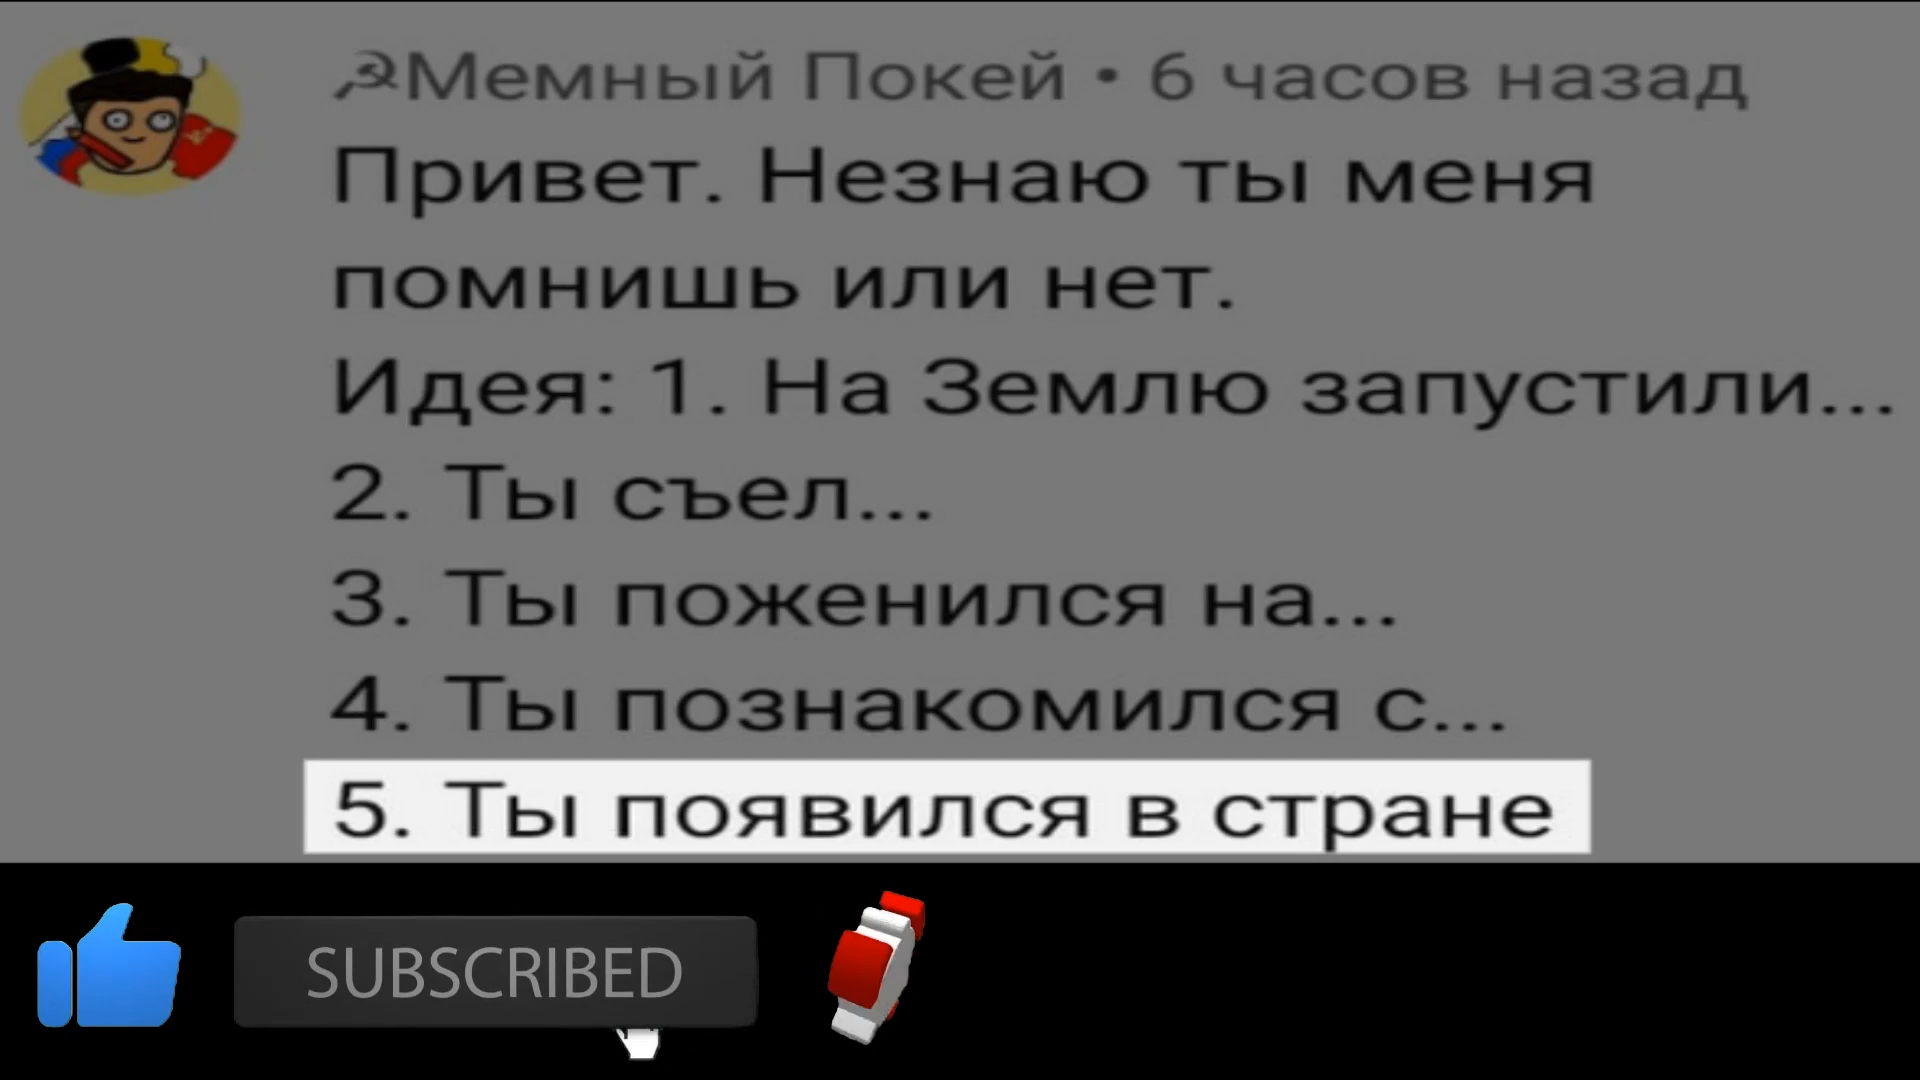 ☭Мемный Покей • 6 часов назад
Привет. Незнаю ты меня
помнишь или нет.
Идея: 1. На Землю запустили...
2. Ты съел...
3. Ты поженился на...
4. Ты познакомился с...
5. Ты появился в стране
SUBSCRIBED